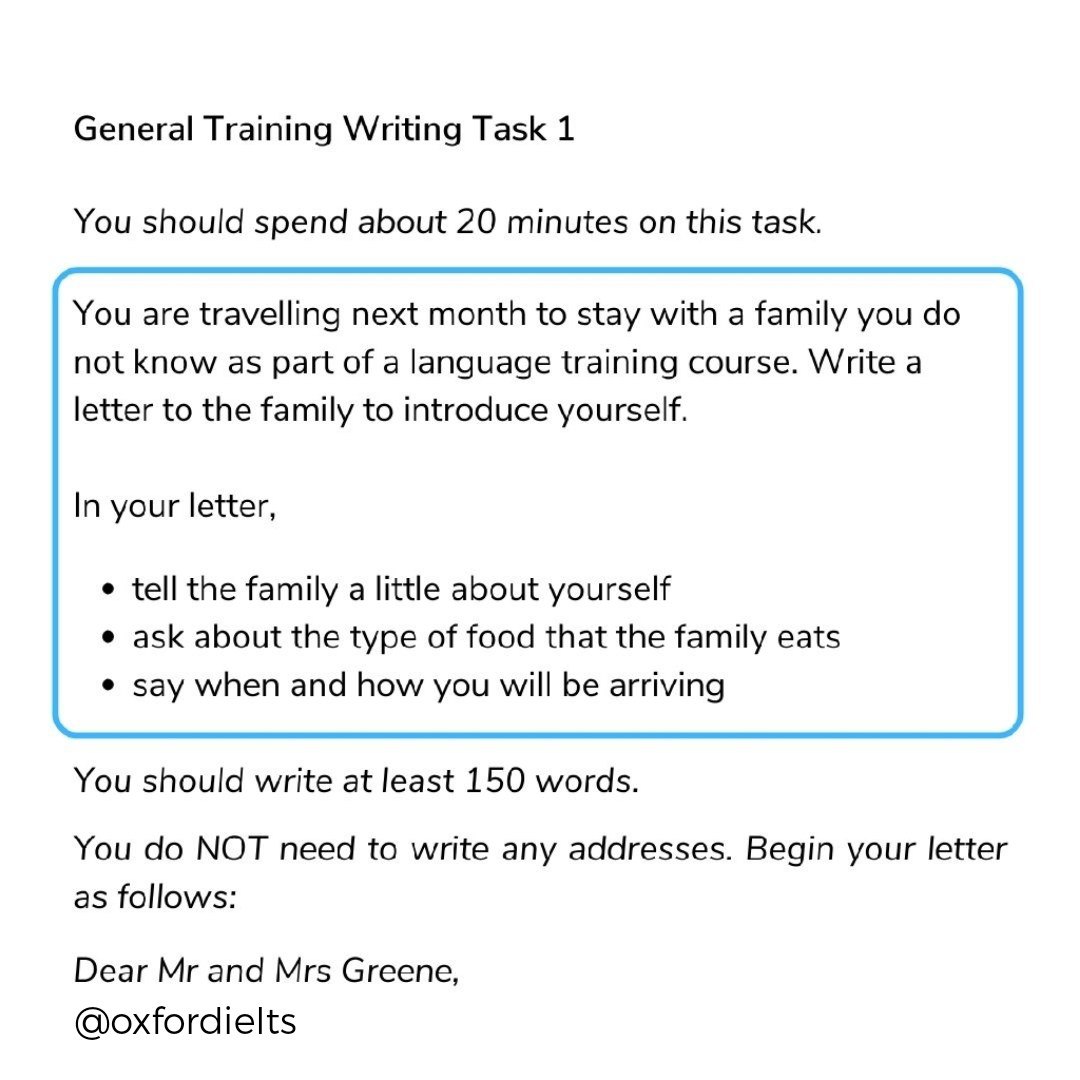 General Training Writing Task 1
You should spend about 20 minutes on this task.
You are travelling next month to stay with a family you do
not know as part of a language training course. Write a
letter to the family to introduce yourself.
In your letter,
• tell the family a little about yourself
• ask about the type of food that the family eats
• say when and how you will be arriving
You should write at least 150 words.
You do NOT need to write any addresses. Begin your letter
as follows:
Dear Mr and Mrs Greene,
@oxfordielts